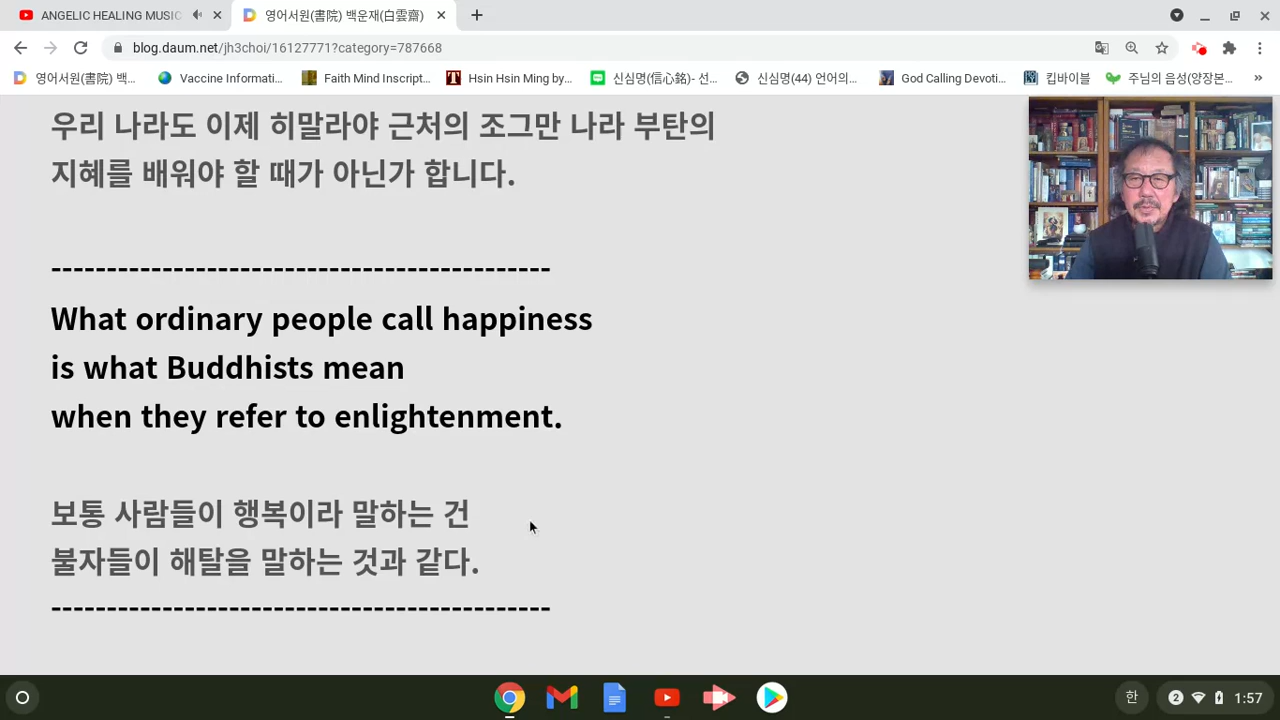 ANGELIC HEALING MUSIC
영어서원(書院) 백운재(白雲齋)
blog.daum.net/jh3choi/16127771?category=787668
영어서원(書院) 백...
Vaccine Informati...
Faith Mind Inscript...
Hsin Hsin Ming by...
신심명(信心銘)- 선...
신심명(44) 언어의...
God Calling Devoti...
킵바이블
주님의 음성(양장본...
우리 나라도 이제 히말라야 근처의 조그만 나라 부탄의
지혜를 배워야 할 때가 아닌가 합니다.
---------------------------------------------
What ordinary people call happiness
is what Buddhists mean
when they refer to enlightenment.
보통 사람들이 행복이라 말하는 건
불자들이 해탈을 말하는 것과 같다.
---------------------------------------------
한
2
1:57